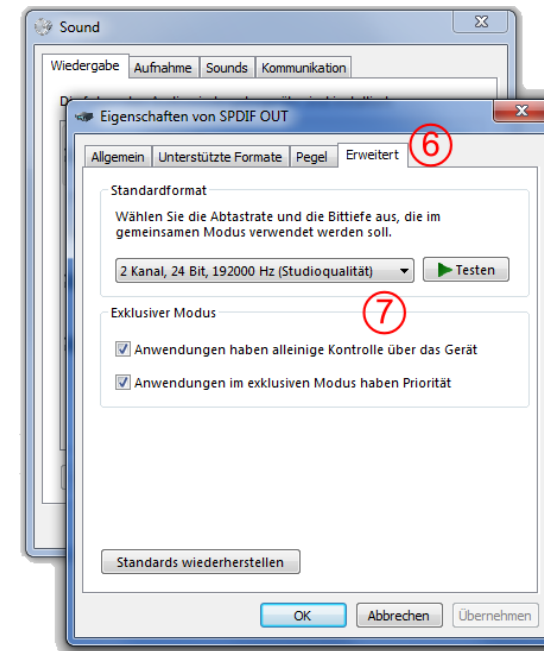 Sound
Wiedergabe Aufnahme Sounds Kommunikation
Eigenschaften von SPDIF OUT
Allgemein Unterstützte Formate Pegel Erweitert 6
Standardformat
Wählen Sie die Abtastrate und die Bittiefe aus, die im
gemeinsamen Modus verwendet werden soll.
2 Kanal, 24 Bit, 192000 Hz (Studioqualität) Testen
Exklusiver Modus 7
Anwendungen haben alleinige Kontrolle über das Gerät
Anwendungen im exklusiven Modus haben Priorität
Standards wiederherstellen
OK Abbrechen Übernehmen